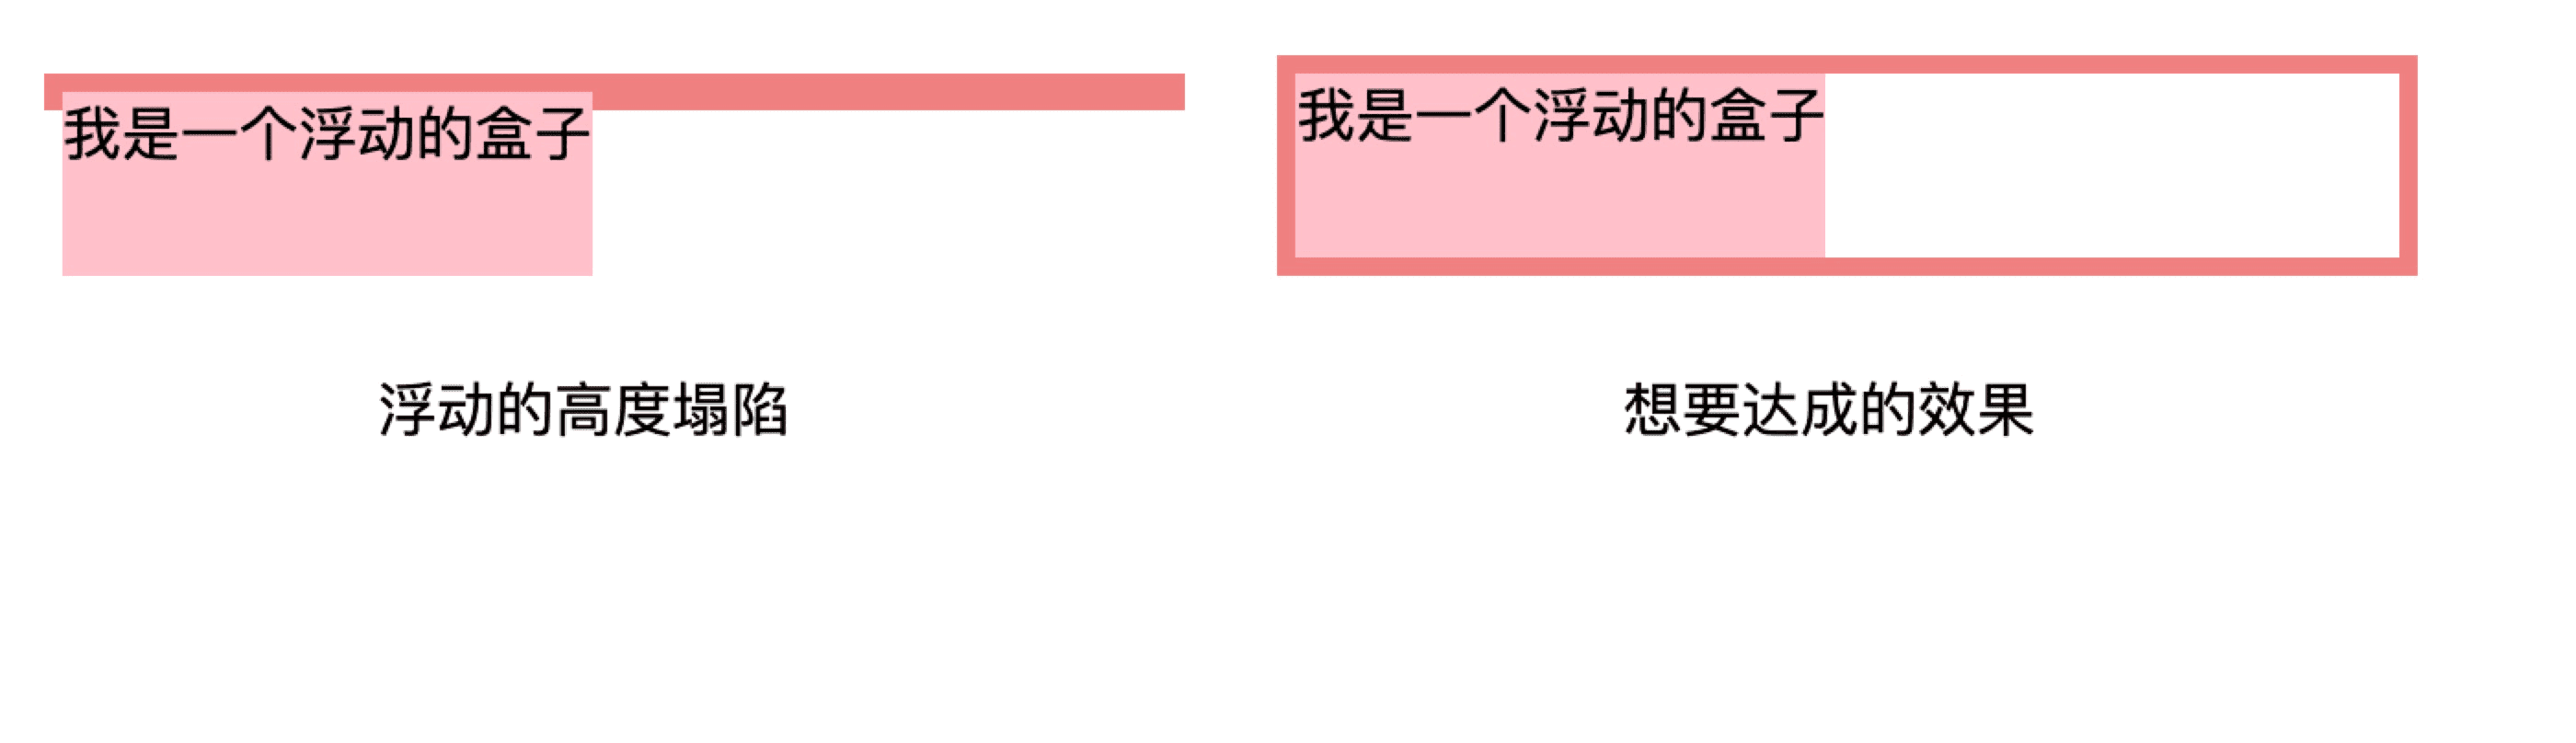 我是一个浮动的盒子
我是一个浮动的盒子
浮动的高度塌陷
想要达成的效果